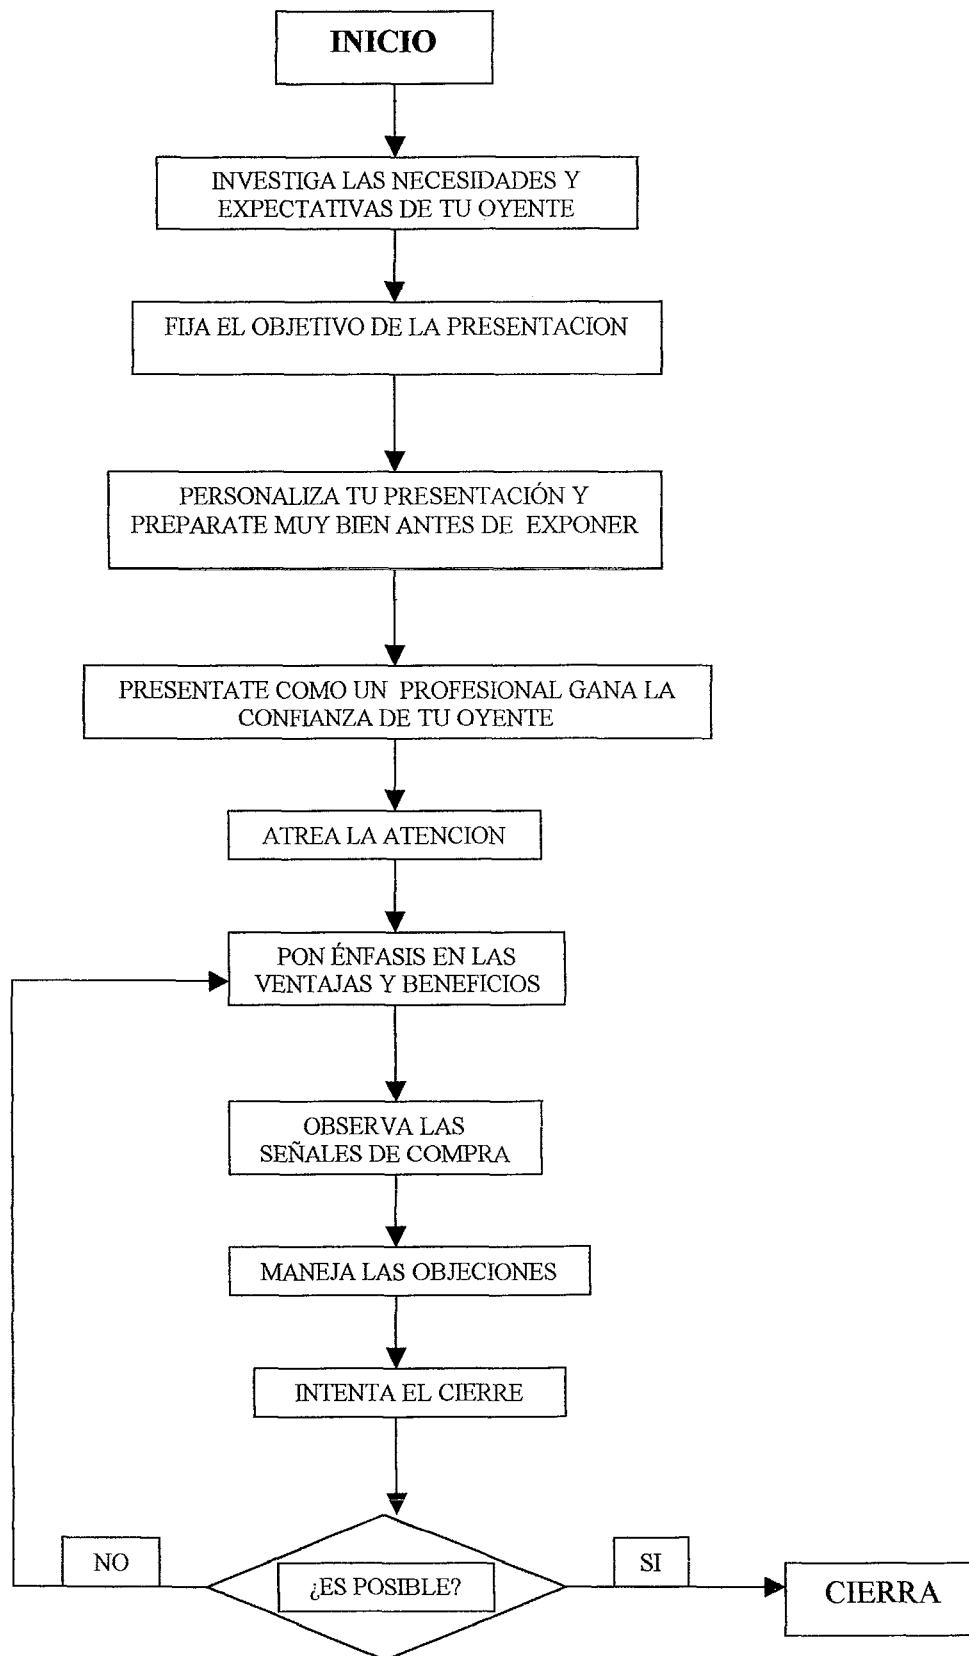 INICIO
INVESTIGA LAS NECESIDADES Y
EXPECTATIVAS DE TU OYENTE
FIJA EL OBJETIVO DE LA PRESENTACION
PERSONALIZA TU PRESENTACIÓN Y
PREPARATE MUY BIEN ANTES DE EXPONER
PRESENTATE COMO UN PROFESIONAL GANA LA
CONFIANZA DE TU OYENTE
ATREA LA ATENCION
PON ÉNFASIS EN LAS
VENTAJAS Y BENEFICIOS
OBSERVA LAS
SEÑALES DE COMPRA
MANEJA LAS OBJECIONES
INTENTA EL CIERRE
NO
¿ES POSIBLE?
SI
CIERRA